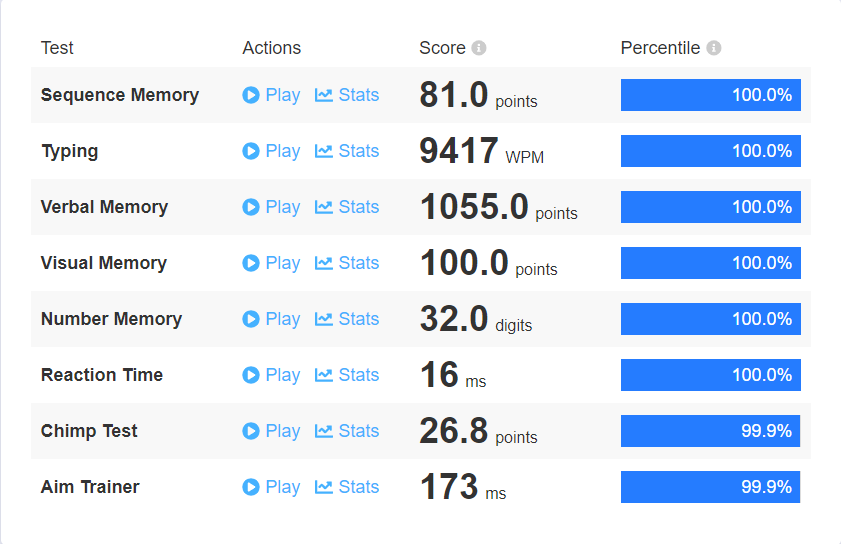 Test Actions Score Percentile
Sequence Memory Play Stats 81.0 points 100.0%
Typing Play Stats 9417 WPM 100.0%
Verbal Memory Play Stats 1055.0 points 100.0%
Visual Memory Play Stats 100.0 points 100.0%
Number Memory Play Stats 32.0 digits 100.0%
Reaction Time Play Stats 16 ms 100.0%
Chimp Test Play Stats 26.8 points 99.9%
Aim Trainer Play Stats 173 ms 99.9%